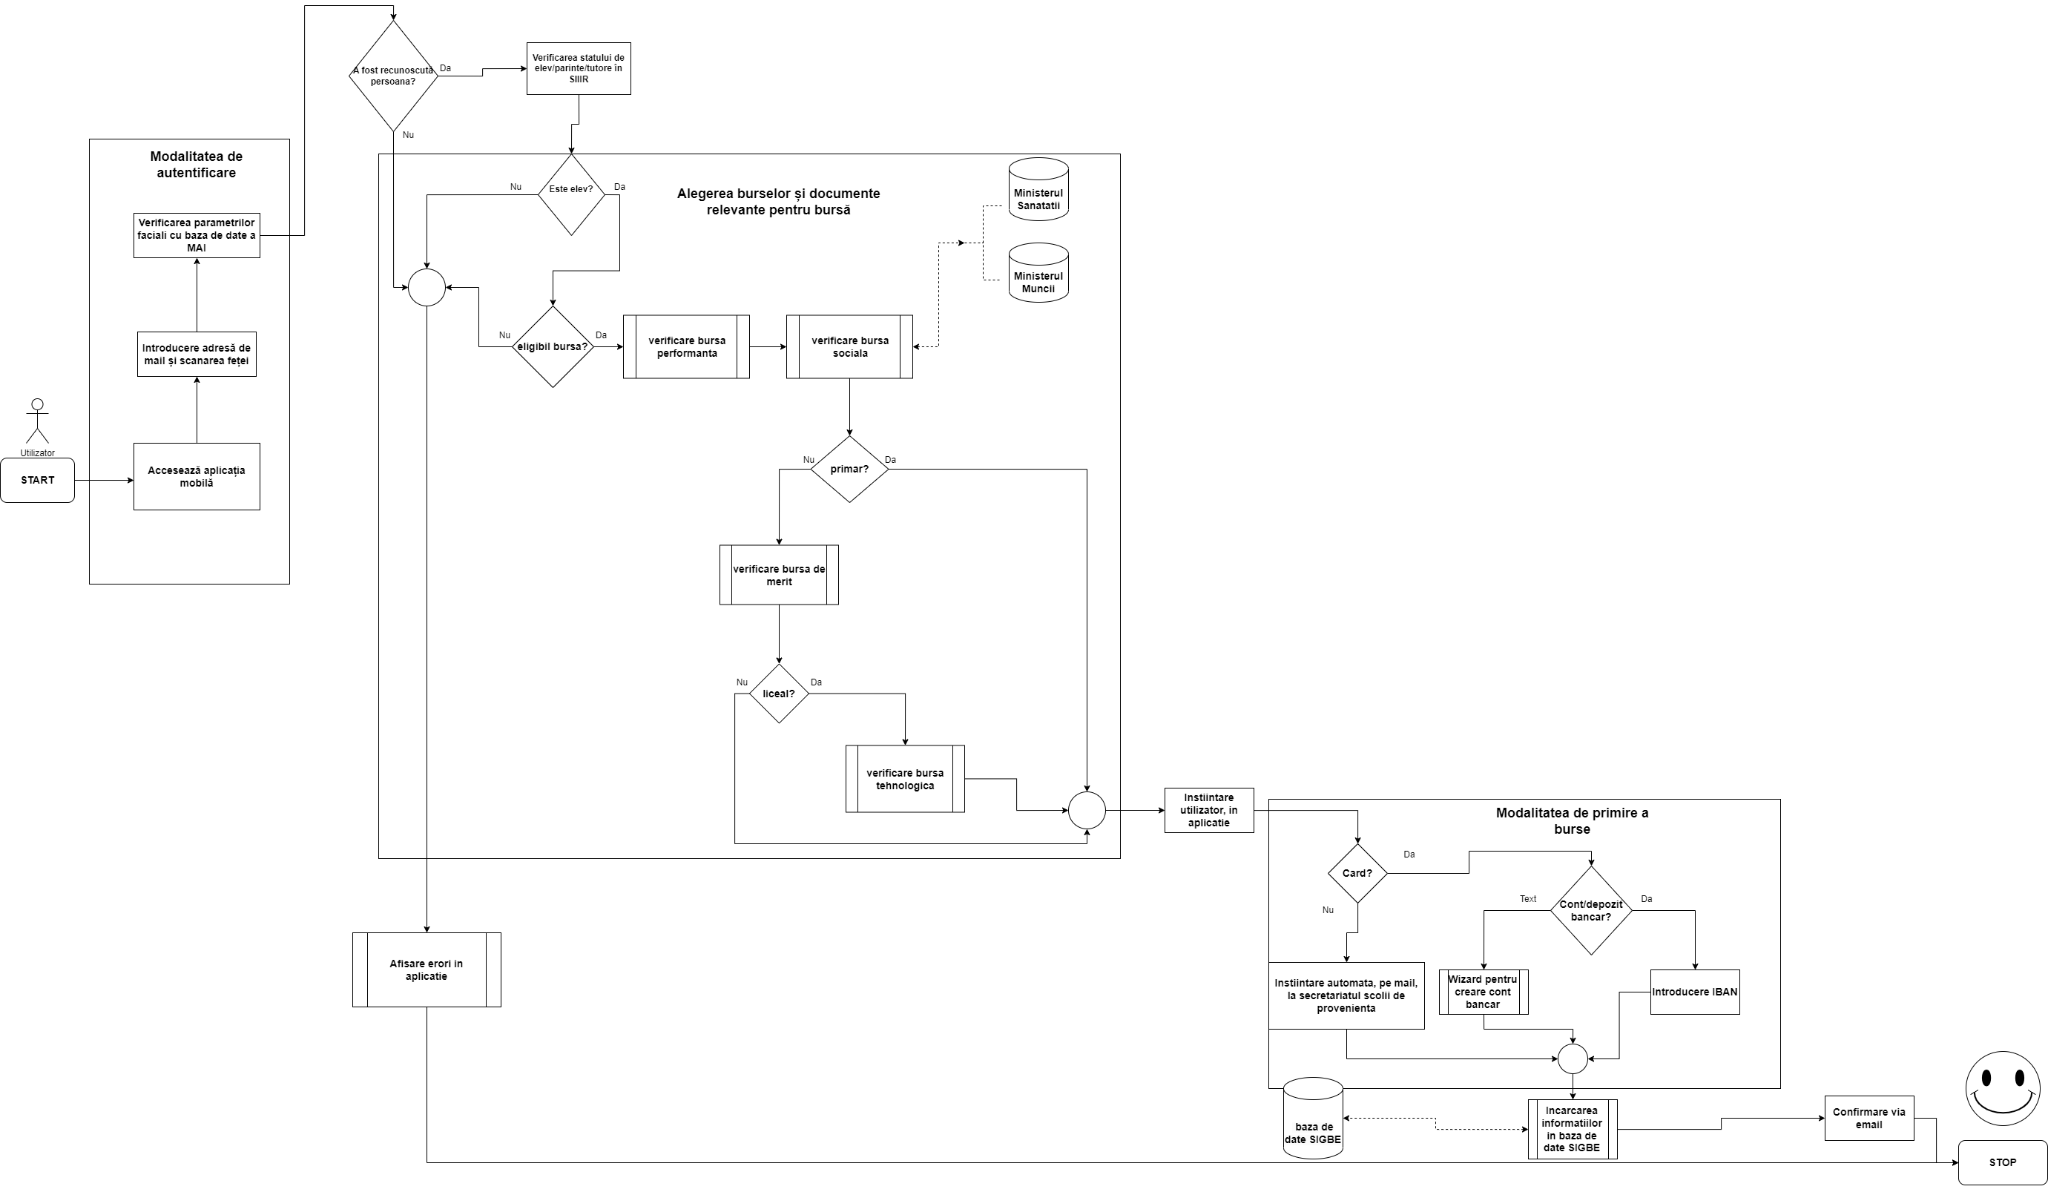 Utilizator
START
Modalitatea de
autentificare
Verificarea parametrilor
faciali cu baza de date a
MAI
Introducere adresă de
mail și scanarea feței
Accesează aplicația
mobilă
A fost recunoscută
persoana?
Da
Nu
Verificarea statului de
elev/parinte/tutore în
SIIIR
Alegerea burselor și documente
relevante pentru bursă
Este elev?
Nu
Da
Ministerul
Sanatatii
Ministerul
Muncii
eligibil bursa?
Nu
Da
verificare bursa
performanta
verificare bursa
sociala
primar?
Nu
Da
verificare bursa de
merit
liceal?
Nu
Da
verificare bursa
tehnologica
Instiintare
utilizator, in
aplicatie
Afisare erori in
aplicatie
Modalitatea de primire a
burse
Card?
Da
Nu
Cont/depozit
bancar?
Text
Da
Instiintare automata, pe mail,
la secretariatul scolii de
provenienta
Wizard pentru
creare cont
bancar
Introducere IBAN
baza de
date SIGBE
Incarcarea
informatiilor
in baza de
date SIGBE
Confirmare via
email
STOP